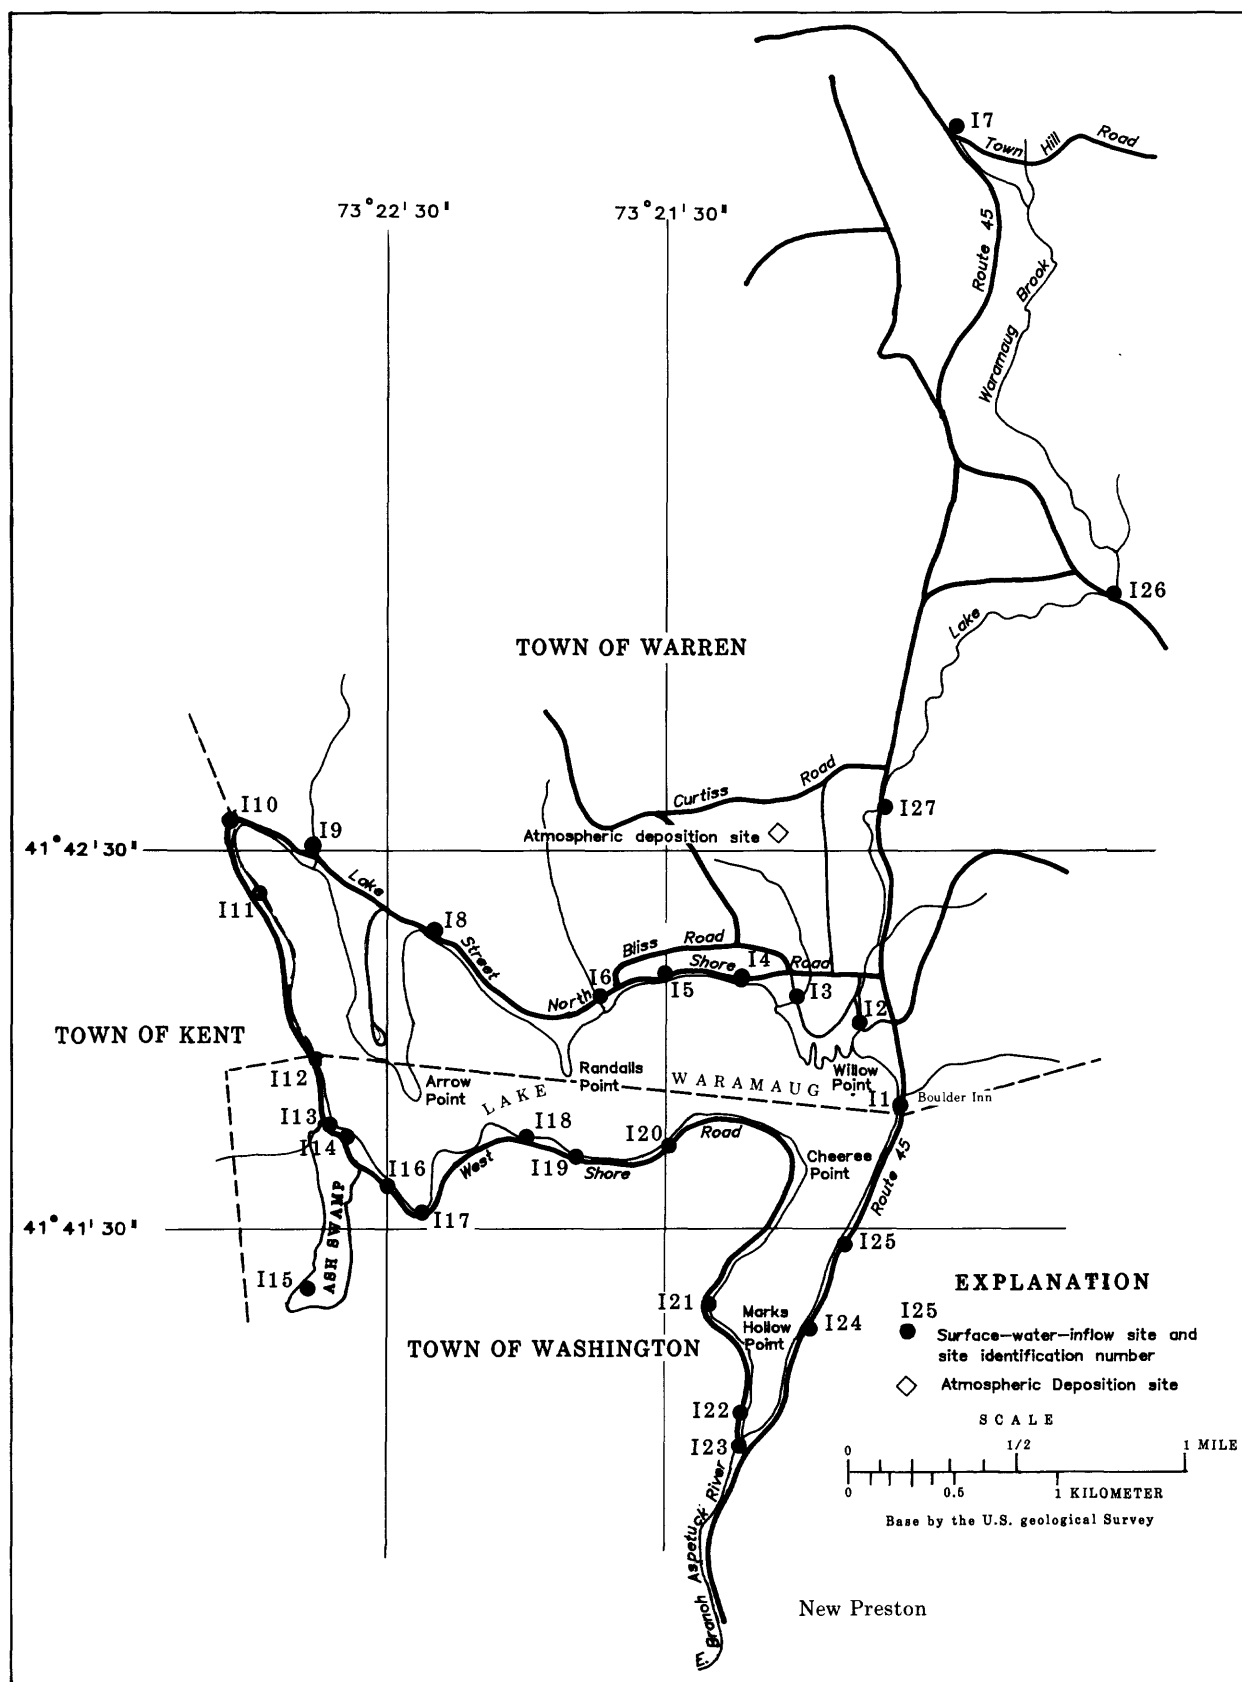 I7
Town Hill Road
73°22'30"
73°21'30"
Route 45
Waramaug Brook
I26
Lake
TOWN OF WARREN
Curtiss Road
I27
Atmospheric deposition site
I10
I9
41°42'30"
Lake Street
I11
I8
Bliss Road
North Shore Road
I6
I5
I4
I3
I2
TOWN OF KENT
I12
Arrow
Point
Randalls
Point
LAKE WARAMAUG
Willow
Point
I1
Boulder Inn
I13
I14
I18
I20
I19
West Shore Road
Cheeree
Point
Route 45
I16
I17
41°41'30"
ASH SWAMP
I15
I25
I21
Marks
Hollow
Point
I24
TOWN OF WASHINGTON
I22
I23
E. Branch Aspetuck River
New Preston
EXPLANATION
I25
Surface-water-inflow site and
site identification number
Atmospheric Deposition site
SCALE
0 1/2 1 MILE
0 0.5 1 KILOMETER
Base by the U.S. geological Survey